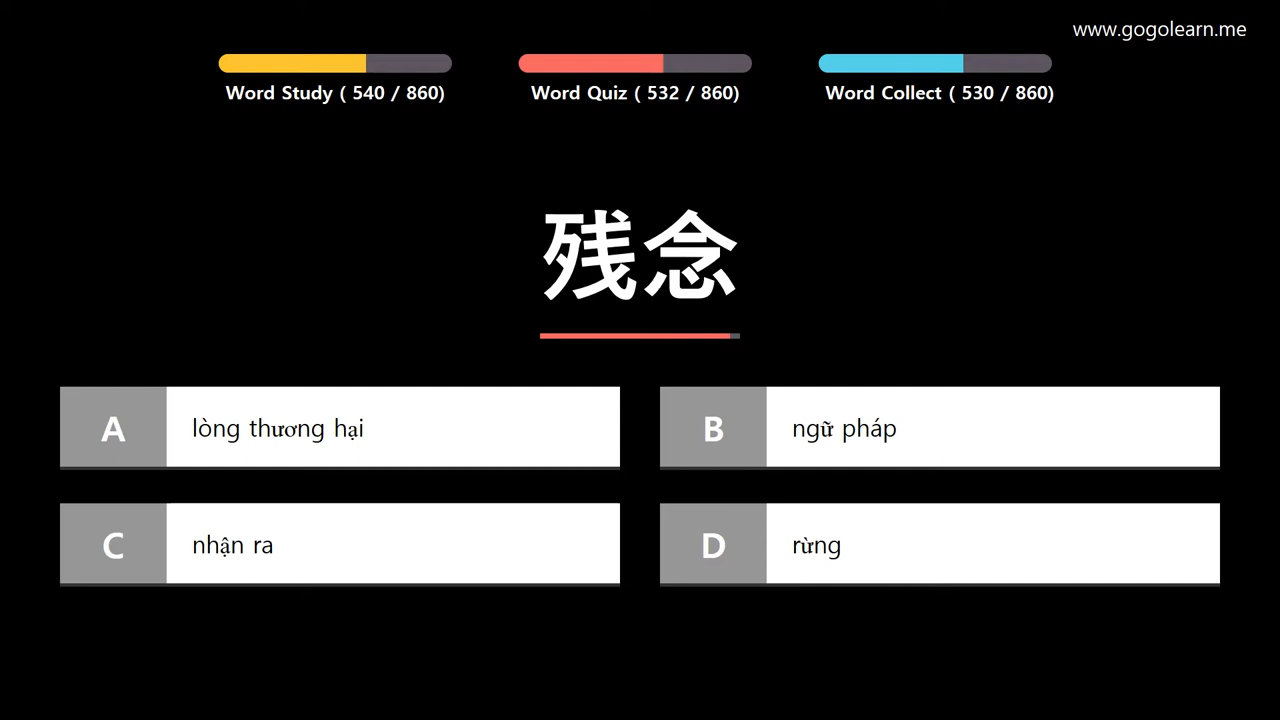 www.gogolearn.me
Word Study ( 540 / 860)
Word Quiz ( 532 / 860)
Word Collect ( 530 / 860)
残念
A
lòng thương hại
B
ngữ pháp
C
nhận ra
D
rừng